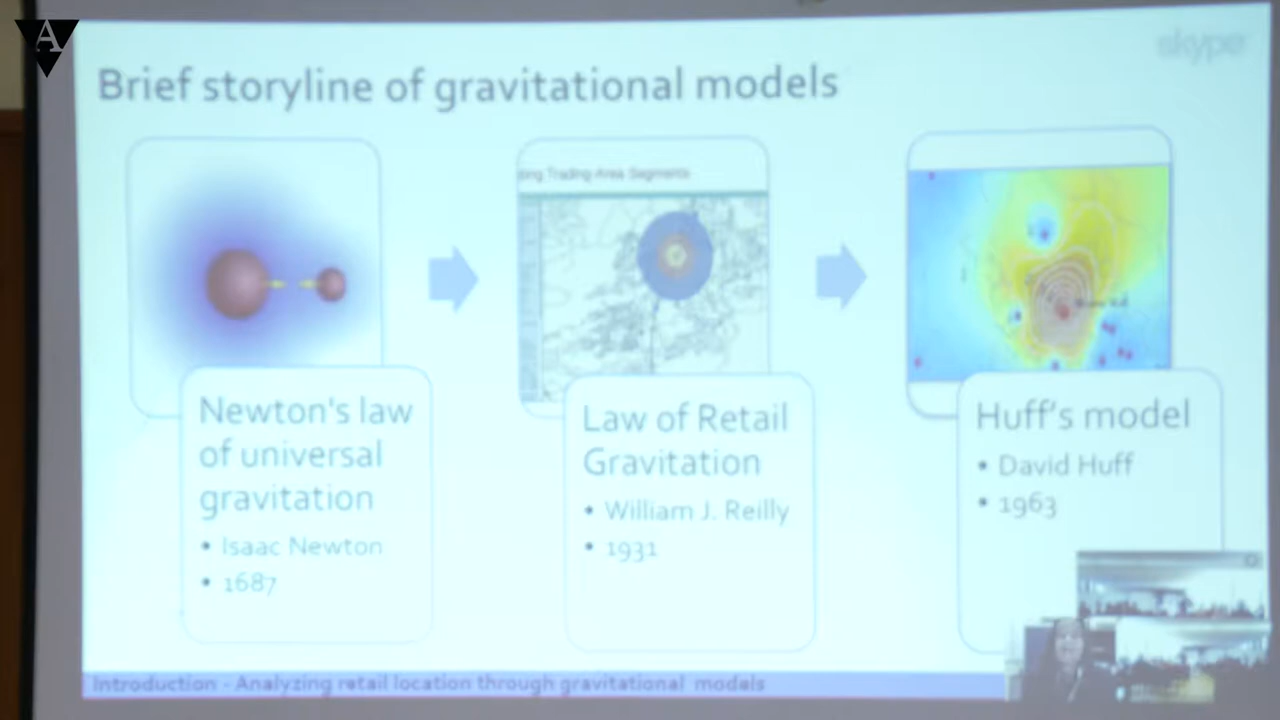 A
skype
Brief storyline of gravitational models
Trading Area Segments
Newton's law
of universal
gravitation
• Isaac Newton
• 1687
Law of Retail
Gravitation
• William J. Reilly
• 1931
Huff's model
• David Huff
• 1963
Introduction - Analyzing retail location through gravitational models